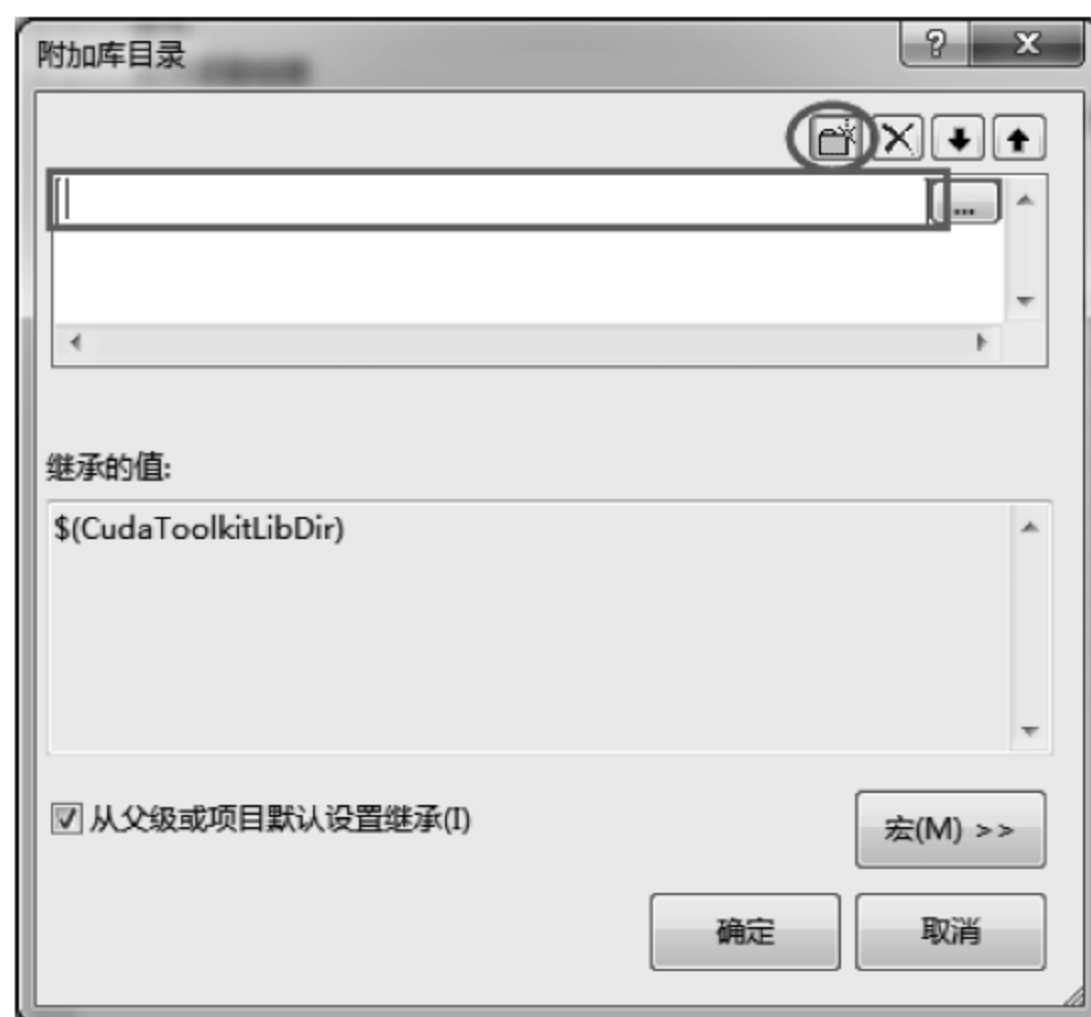 附加库目录
...
继承的值:
$(CudaToolkitLibDir)
从父级或项目默认设置继承(I)
宏(M) >>
确定
取消